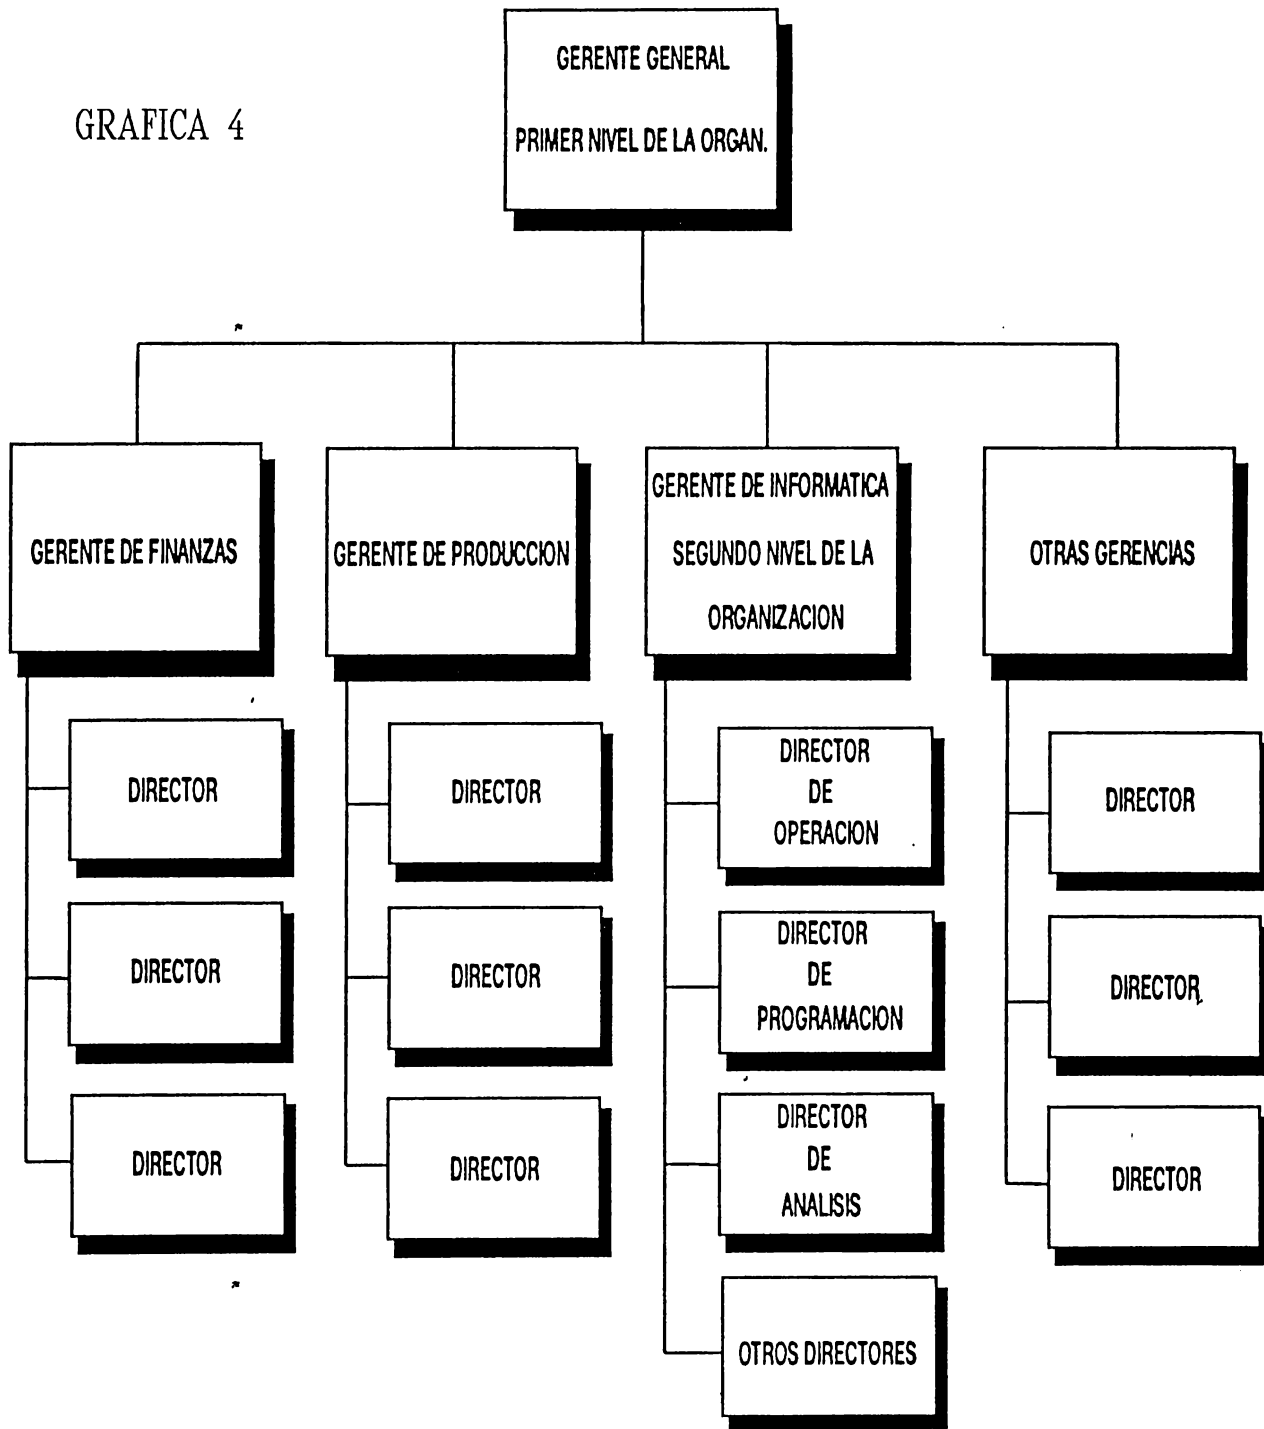 GRAFICA 4
GERENTE GENERAL
PRIMER NIVEL DE LA ORGAN.
GERENTE DE FINANZAS
DIRECTOR
DIRECTOR
DIRECTOR
GERENTE DE PRODUCCION
DIRECTOR
DIRECTOR
DIRECTOR
GERENTE DE INFORMATICA
SEGUNDO NIVEL DE LA
ORGANIZACION
DIRECTOR
DE
OPERACION
DIRECTOR
DE
PROGRAMACION
DIRECTOR
DE
ANALISIS
OTROS DIRECTORES
OTRAS GERENCIAS
DIRECTOR
DIRECTOR
DIRECTOR